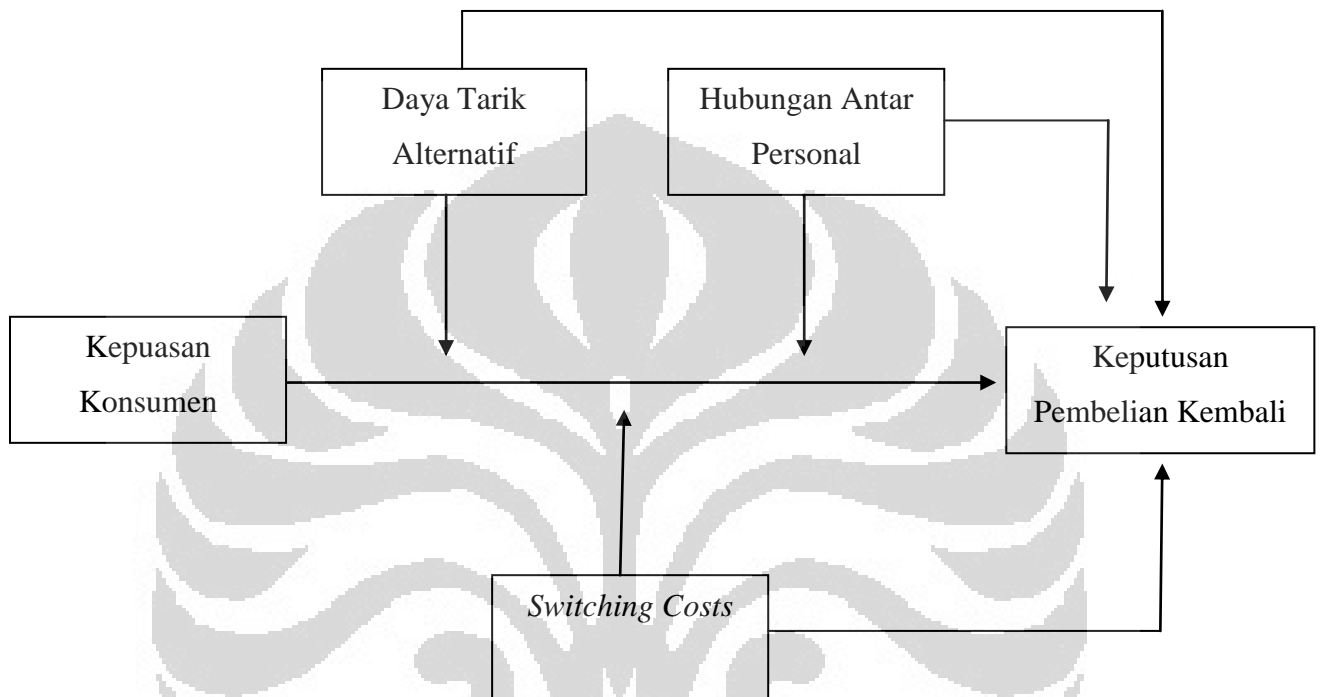 Daya Tarik
Alternatif
Hubungan Antar
Personal
Kepuasan
Konsumen
Keputusan
Pembelian Kembali
Switching Costs